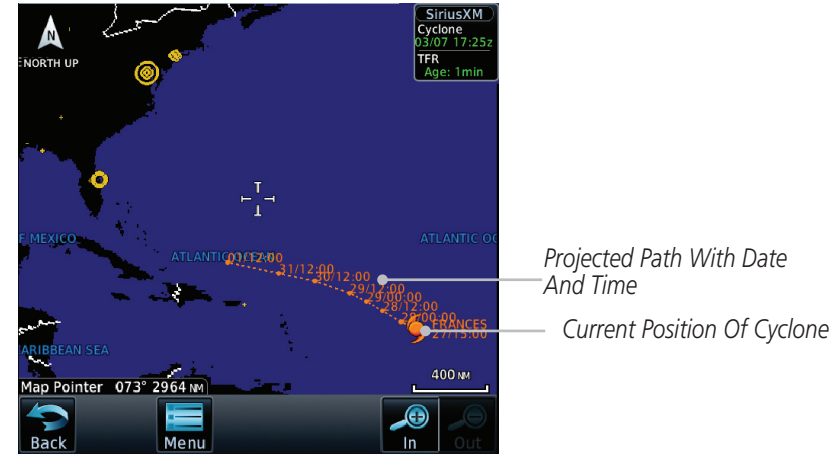 N
NORTH UP
SiriusXM
Cyclone
03/07 17:25z
TFR
Age: 1min
F MEXICO
ATLANTIC OCEAN
ATLANTIC OC
01/12:00
31/12:00
30/12:00
29/12:00
29/00:00
28/12:00
28/00:00
FRANCES
27/15:00
ARIBBEAN SEA
Projected Path With Date
And Time
Current Position Of Cyclone
400 NM
Map Pointer 073° 2964 NM
Back
Menu
In
Out